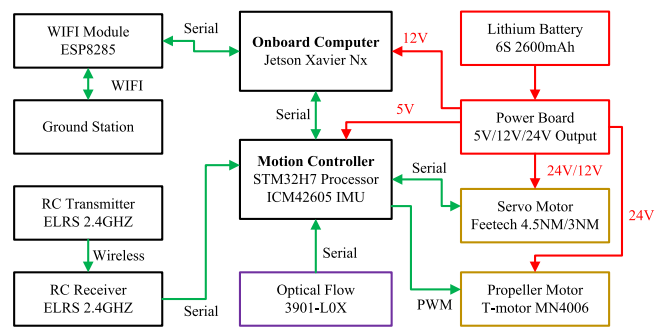 WIFI Module
ESP8285
Serial
Onboard Computer
Jetson Xavier Nx
12V
Lithium Battery
6S 2600mAh
WIFI
Ground Station
Serial
5V
Power Board
5V/12V/24V Output
Motion Controller
STM32H7 Processor
ICM42605 IMU
Serial
24V/12V
RC Transmitter
ELRS 2.4GHZ
Servo Motor
Feetech 4.5NM/3NM
24V
Wireless
Serial
RC Receiver
ELRS 2.4GHZ
Serial
Optical Flow
3901-L0X
PWM
Propeller Motor
T-motor MN4006